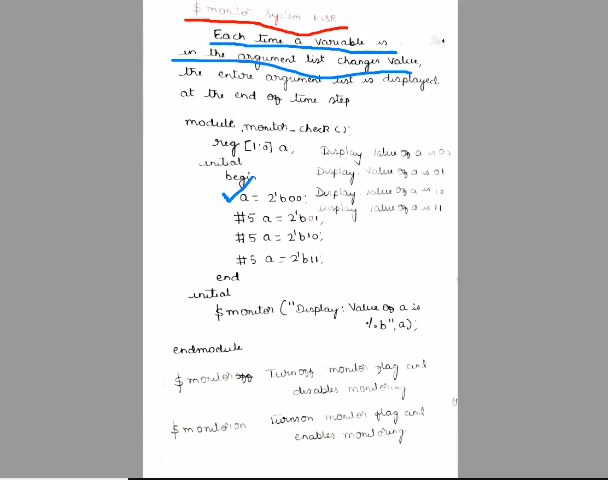 $ monitor system task
Each time a variable is
in the argument list changes value,
the entire argument list is displayed
at the end of time step
module monitor_check ();
reg [1:0] a;
initial
begin
a = 2'b00;
#5 a = 2'b01;
#5 a = 2'b10;
#5 a = 2'b11;
end
Display Value of a is 00
Display: Value of a is 01
Display: value of a is 10
Display value of a is 11
initial
$monitor ("Display: Value of a is
%b", a);
endmodule
$monitoroff Turnoff monitor flag and
disables monitoring
$monitoron Turnson monitor flag and
enables monitoring